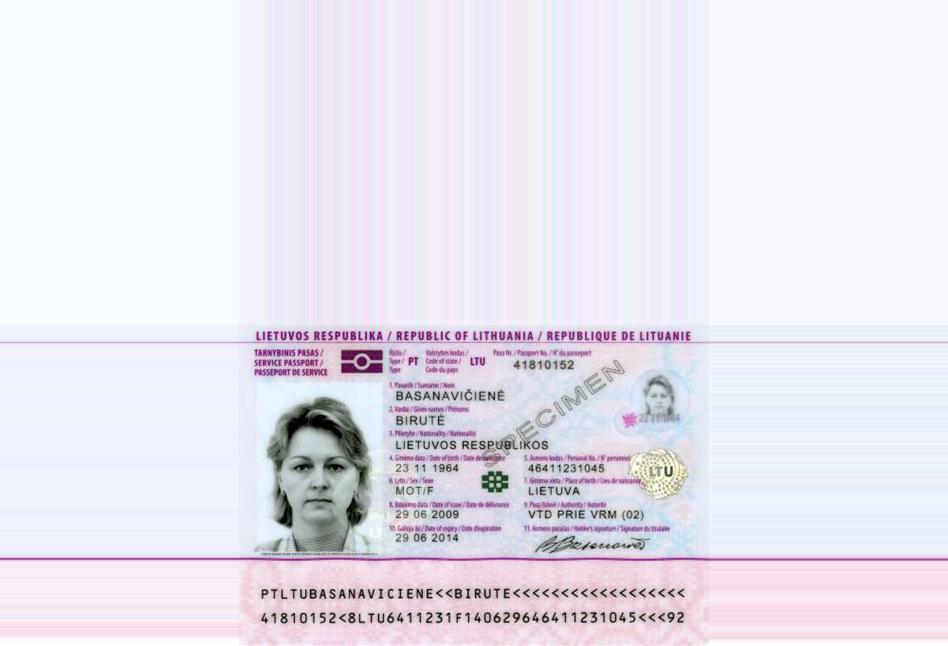 LIETUVOS RESPUBLIKA / REPUBLIC OF LITHUANIA / REPUBLIQUE DE LITUANIE
TARNYBINIS PASAS /
SERVICE PASSPORT /
PASSEPORT DE SERVICE
Rūšis /
Type / PT
Type
Valstybės kodas /
Code of state / LTU
Code du pays
Paso Nr. / Passport No. / N° du passeport
41810152
1. Pavardė / Surname / Nom
BASANAVIČIENĖ
2. Vardai / Given names / Prénoms
BIRUTĖ
3. Pilietybė / Nationality / Nationalité
LIETUVOS RESPUBLIKOS
4. Gimimo data / Date of birth / Date de naissance
23 11 1964
5. Asmens kodas / Personal No. / N° personnel
46411231045
6. Lytis / Sex / Sexe
MOT/F
7. Gimimo vieta / Place of birth / Lieu de naissance
LIETUVA
8. Išdavimo data / Date of issue / Date de délivrance
29 06 2009
9. Pasą išdavė / Authority / Autorité
VTD PRIE VRM (02)
10. Galioja iki / Date of expiry / Date d'expiration
29 06 2014
11. Asmens parašas / Holder's signature / Signature du titulaire
SPECIMEN
LTU
PTLTUBASANAVICIENE<<BIRUTE<<<<<<<<<<<<<<<<<<
41810152<8LTU6411231F140629646411231045<<<92